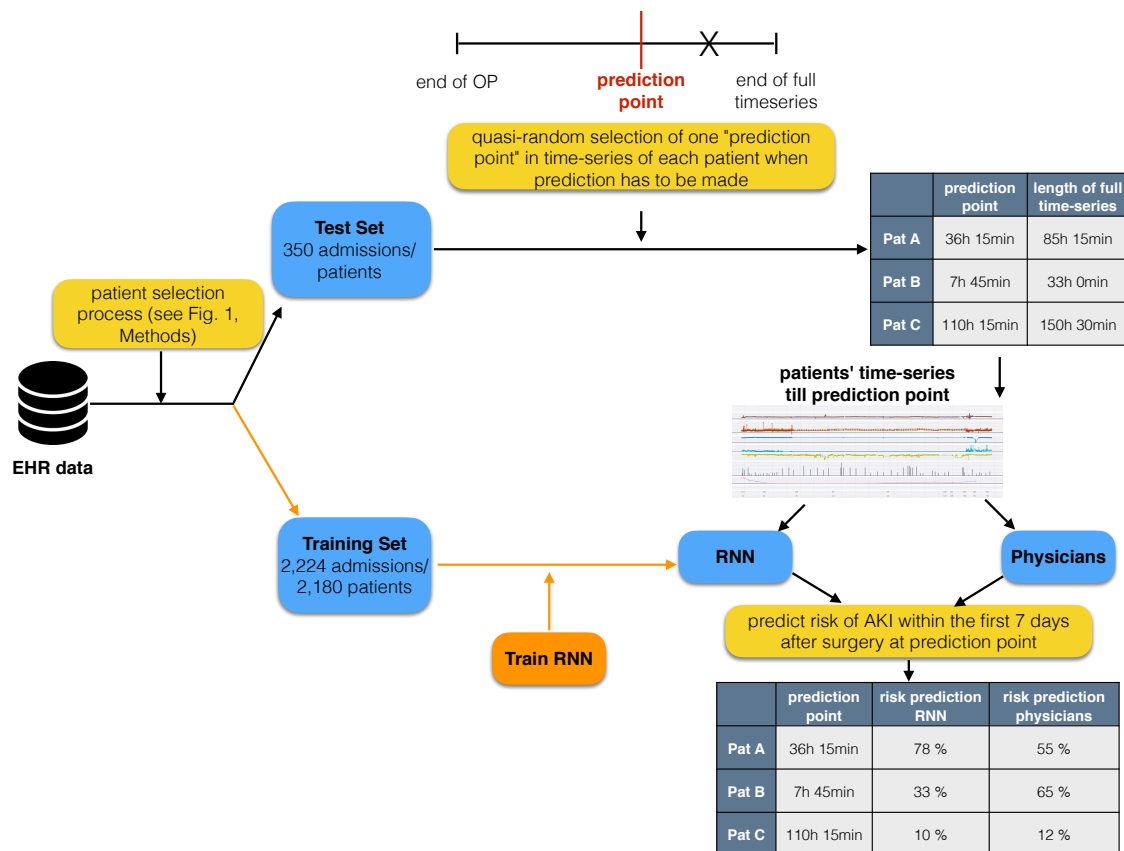 end of OP
prediction
point
end of full
timeseries
quasi-random selection of one "prediction
point" in time-series of each patient when
prediction has to be made
prediction
point
length of full
time-series
Pat A
36h 15min
85h 15min
Pat B
7h 45min
33h 0min
Pat C
110h 15min
150h 30min
Test Set
350 admissions/
patients
patient selection
process (see Fig. 1,
Methods)
EHR data
patients' time-series
till prediction point
Training Set
2,224 admissions/
2,180 patients
Train RNN
RNN
Physicians
predict risk of AKI within the first 7 days
after surgery at prediction point
prediction
point
risk prediction
RNN
risk prediction
physicians
Pat A
36h 15min
78 %
55 %
Pat B
7h 45min
33 %
65 %
Pat C
110h 15min
10 %
12 %